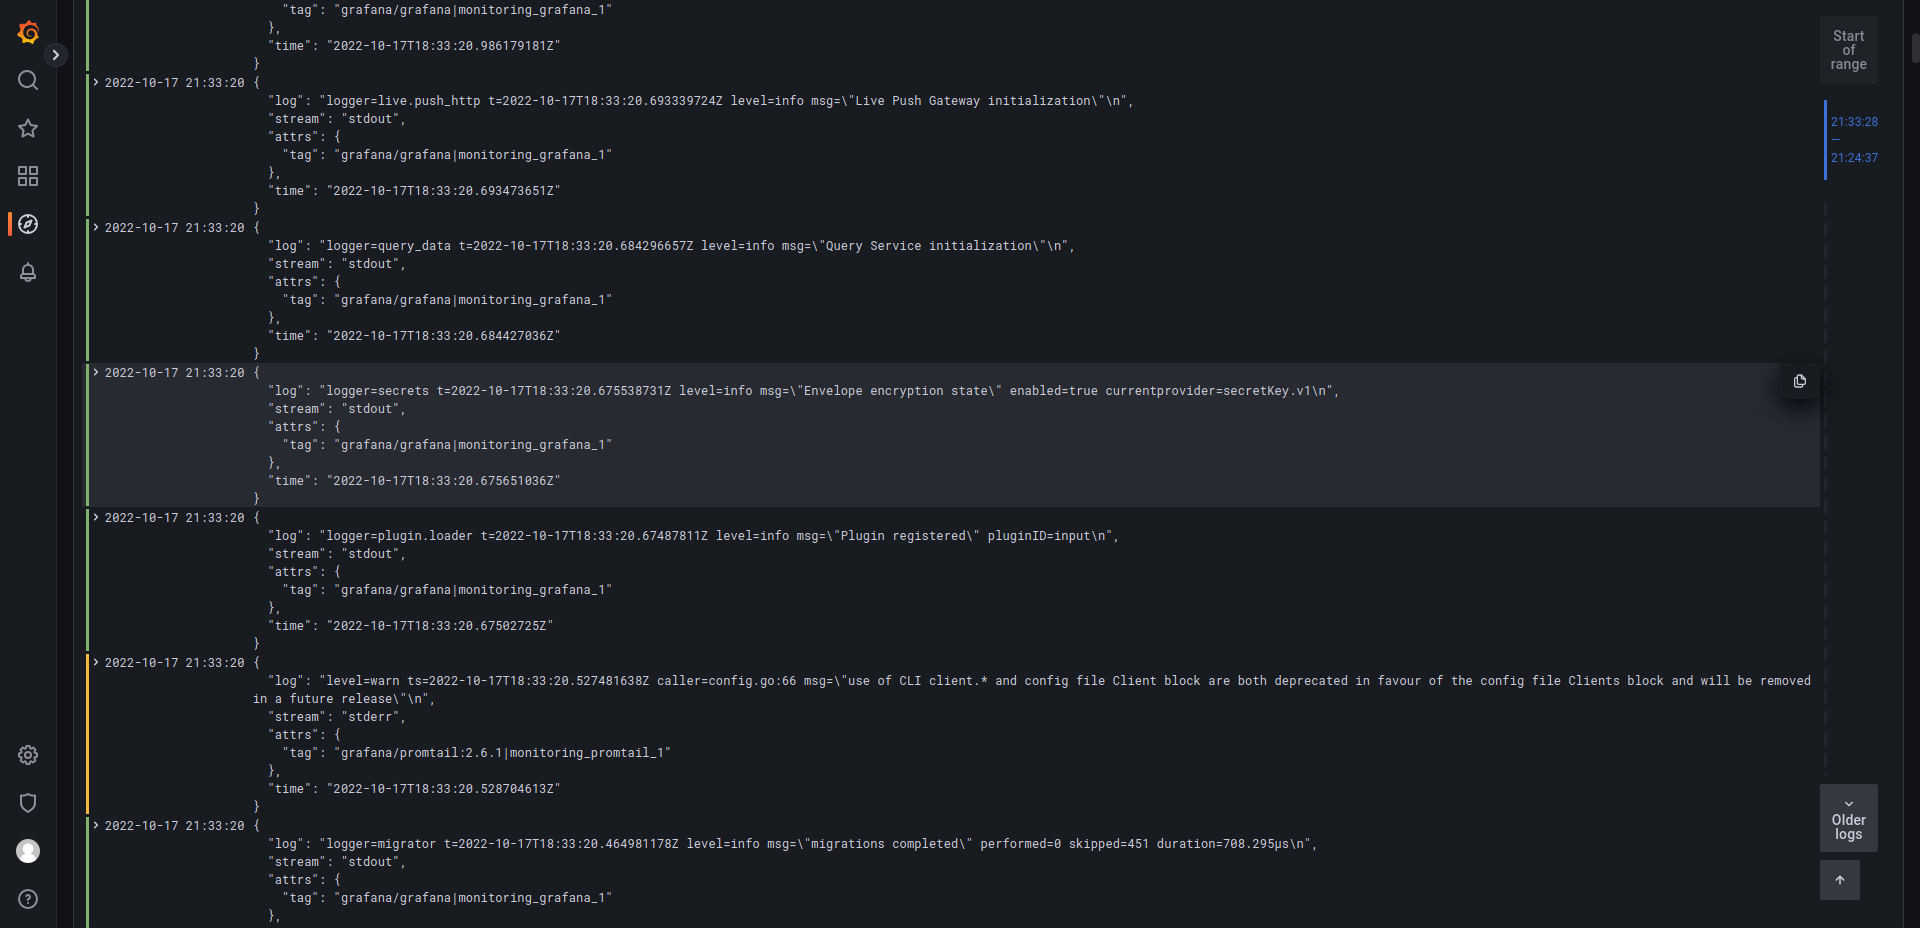 "tag": "grafana/grafana|monitoring_grafana_1"
},
"time": "2022-10-17T18:33:20.986179181Z"
}
2022-10-17 21:33:20 {
"log": "logger=live.push_http t=2022-10-17T18:33:20.693339724Z level=info msg=\"Live Push Gateway initialization\"\n",
"stream": "stdout",
"attrs": {
"tag": "grafana/grafana|monitoring_grafana_1"
},
"time": "2022-10-17T18:33:20.693473651Z"
}
2022-10-17 21:33:20 {
"log": "logger=query_data t=2022-10-17T18:33:20.684296657Z level=info msg=\"Query Service initialization\"\n",
"stream": "stdout",
"attrs": {
"tag": "grafana/grafana|monitoring_grafana_1"
},
"time": "2022-10-17T18:33:20.684427036Z"
}
2022-10-17 21:33:20 {
"log": "logger=secrets t=2022-10-17T18:33:20.675538731Z level=info msg=\"Envelope encryption state\" enabled=true currentprovider=secretKey.v1\n",
"stream": "stdout",
"attrs": {
"tag": "grafana/grafana|monitoring_grafana_1"
},
"time": "2022-10-17T18:33:20.675651036Z"
}
2022-10-17 21:33:20 {
"log": "logger=plugin.loader t=2022-10-17T18:33:20.67487811Z level=info msg=\"Plugin registered\" pluginID=input\n",
"stream": "stdout",
"attrs": {
"tag": "grafana/grafana|monitoring_grafana_1"
},
"time": "2022-10-17T18:33:20.67502725Z"
}
2022-10-17 21:33:20 {
"log": "level=warn ts=2022-10-17T18:33:20.527481638Z caller=config.go:66 msg=\"use of CLI client.* and config file Client block are both deprecated in favour of the config file Clients block and will be removed
in a future release\"\n",
"stream": "stderr",
"attrs": {
"tag": "grafana/promtail:2.6.1|monitoring_promtail_1"
},
"time": "2022-10-17T18:33:20.528704613Z"
}
2022-10-17 21:33:20 {
"log": "logger=migrator t=2022-10-17T18:33:20.464981178Z level=info msg=\"migrations completed\" performed=0 skipped=451 duration=708.295µs\n",
"stream": "stdout",
"attrs": {
"tag": "grafana/grafana|monitoring_grafana_1"
},
Start
of
range
21:33:28
—
21:24:37
Older
logs